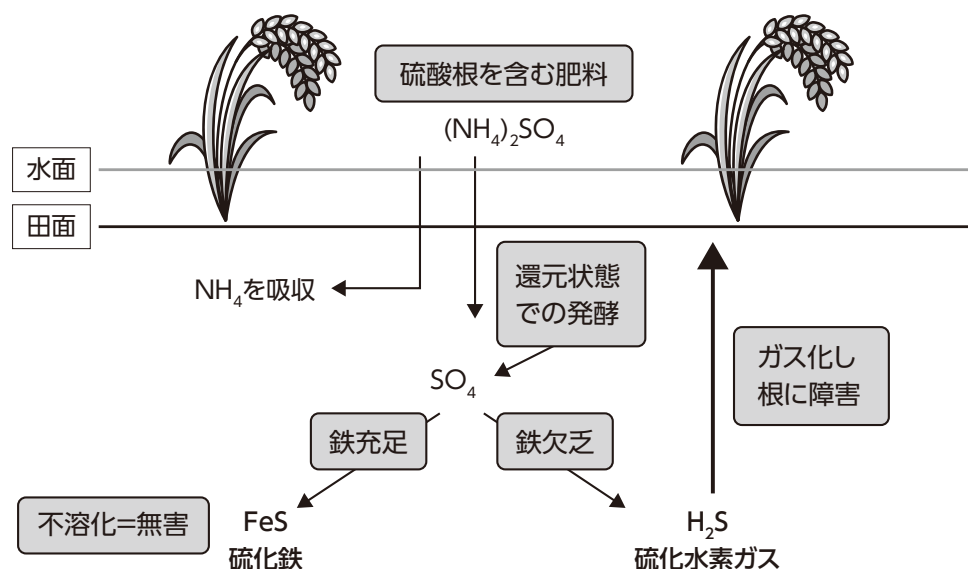 硫酸根を含む肥料
(NH₄)₂SO₄
水面
田面
NH₄を吸収
還元状態
での発酵
SO₄
ガス化し
根に障害
鉄充足
鉄欠乏
不溶化=無害
FeS
硫化鉄
H₂S
硫化水素ガス